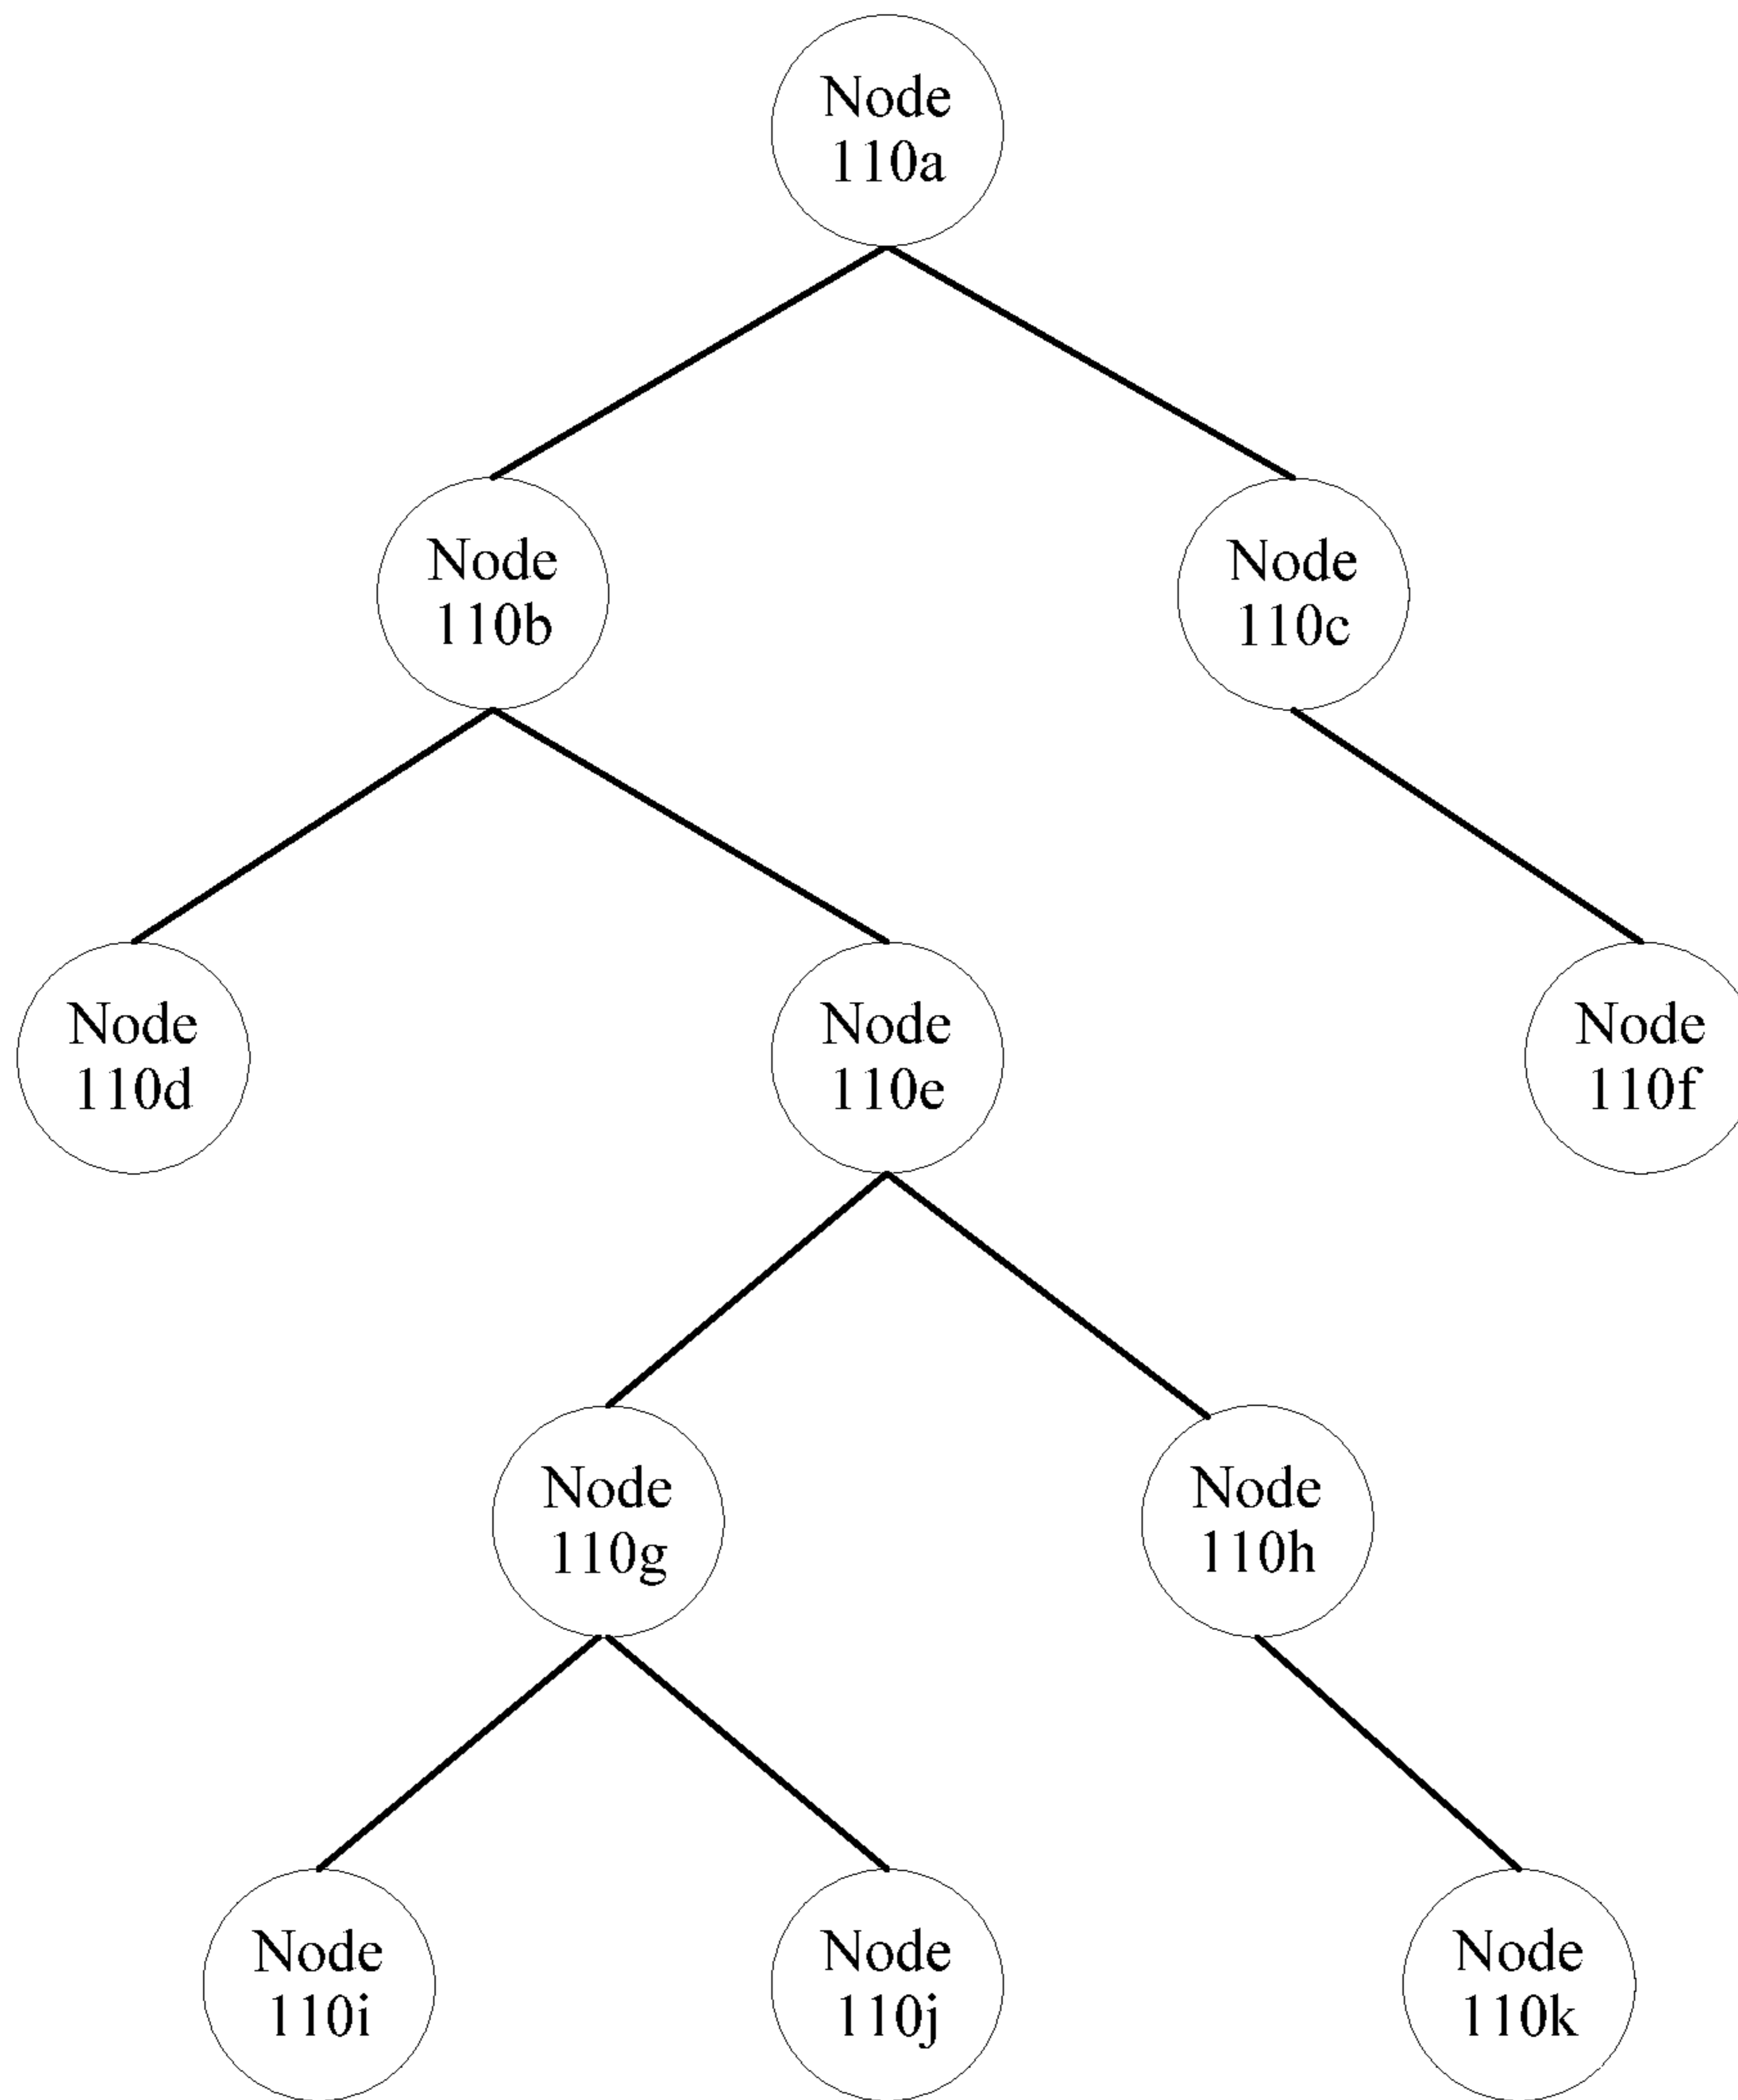 Node
110a
Node
110b
Node
110c
Node
110d
Node
110e
Node
110f
Node
110g
Node
110h
Node
110i
Node
110j
Node
110k